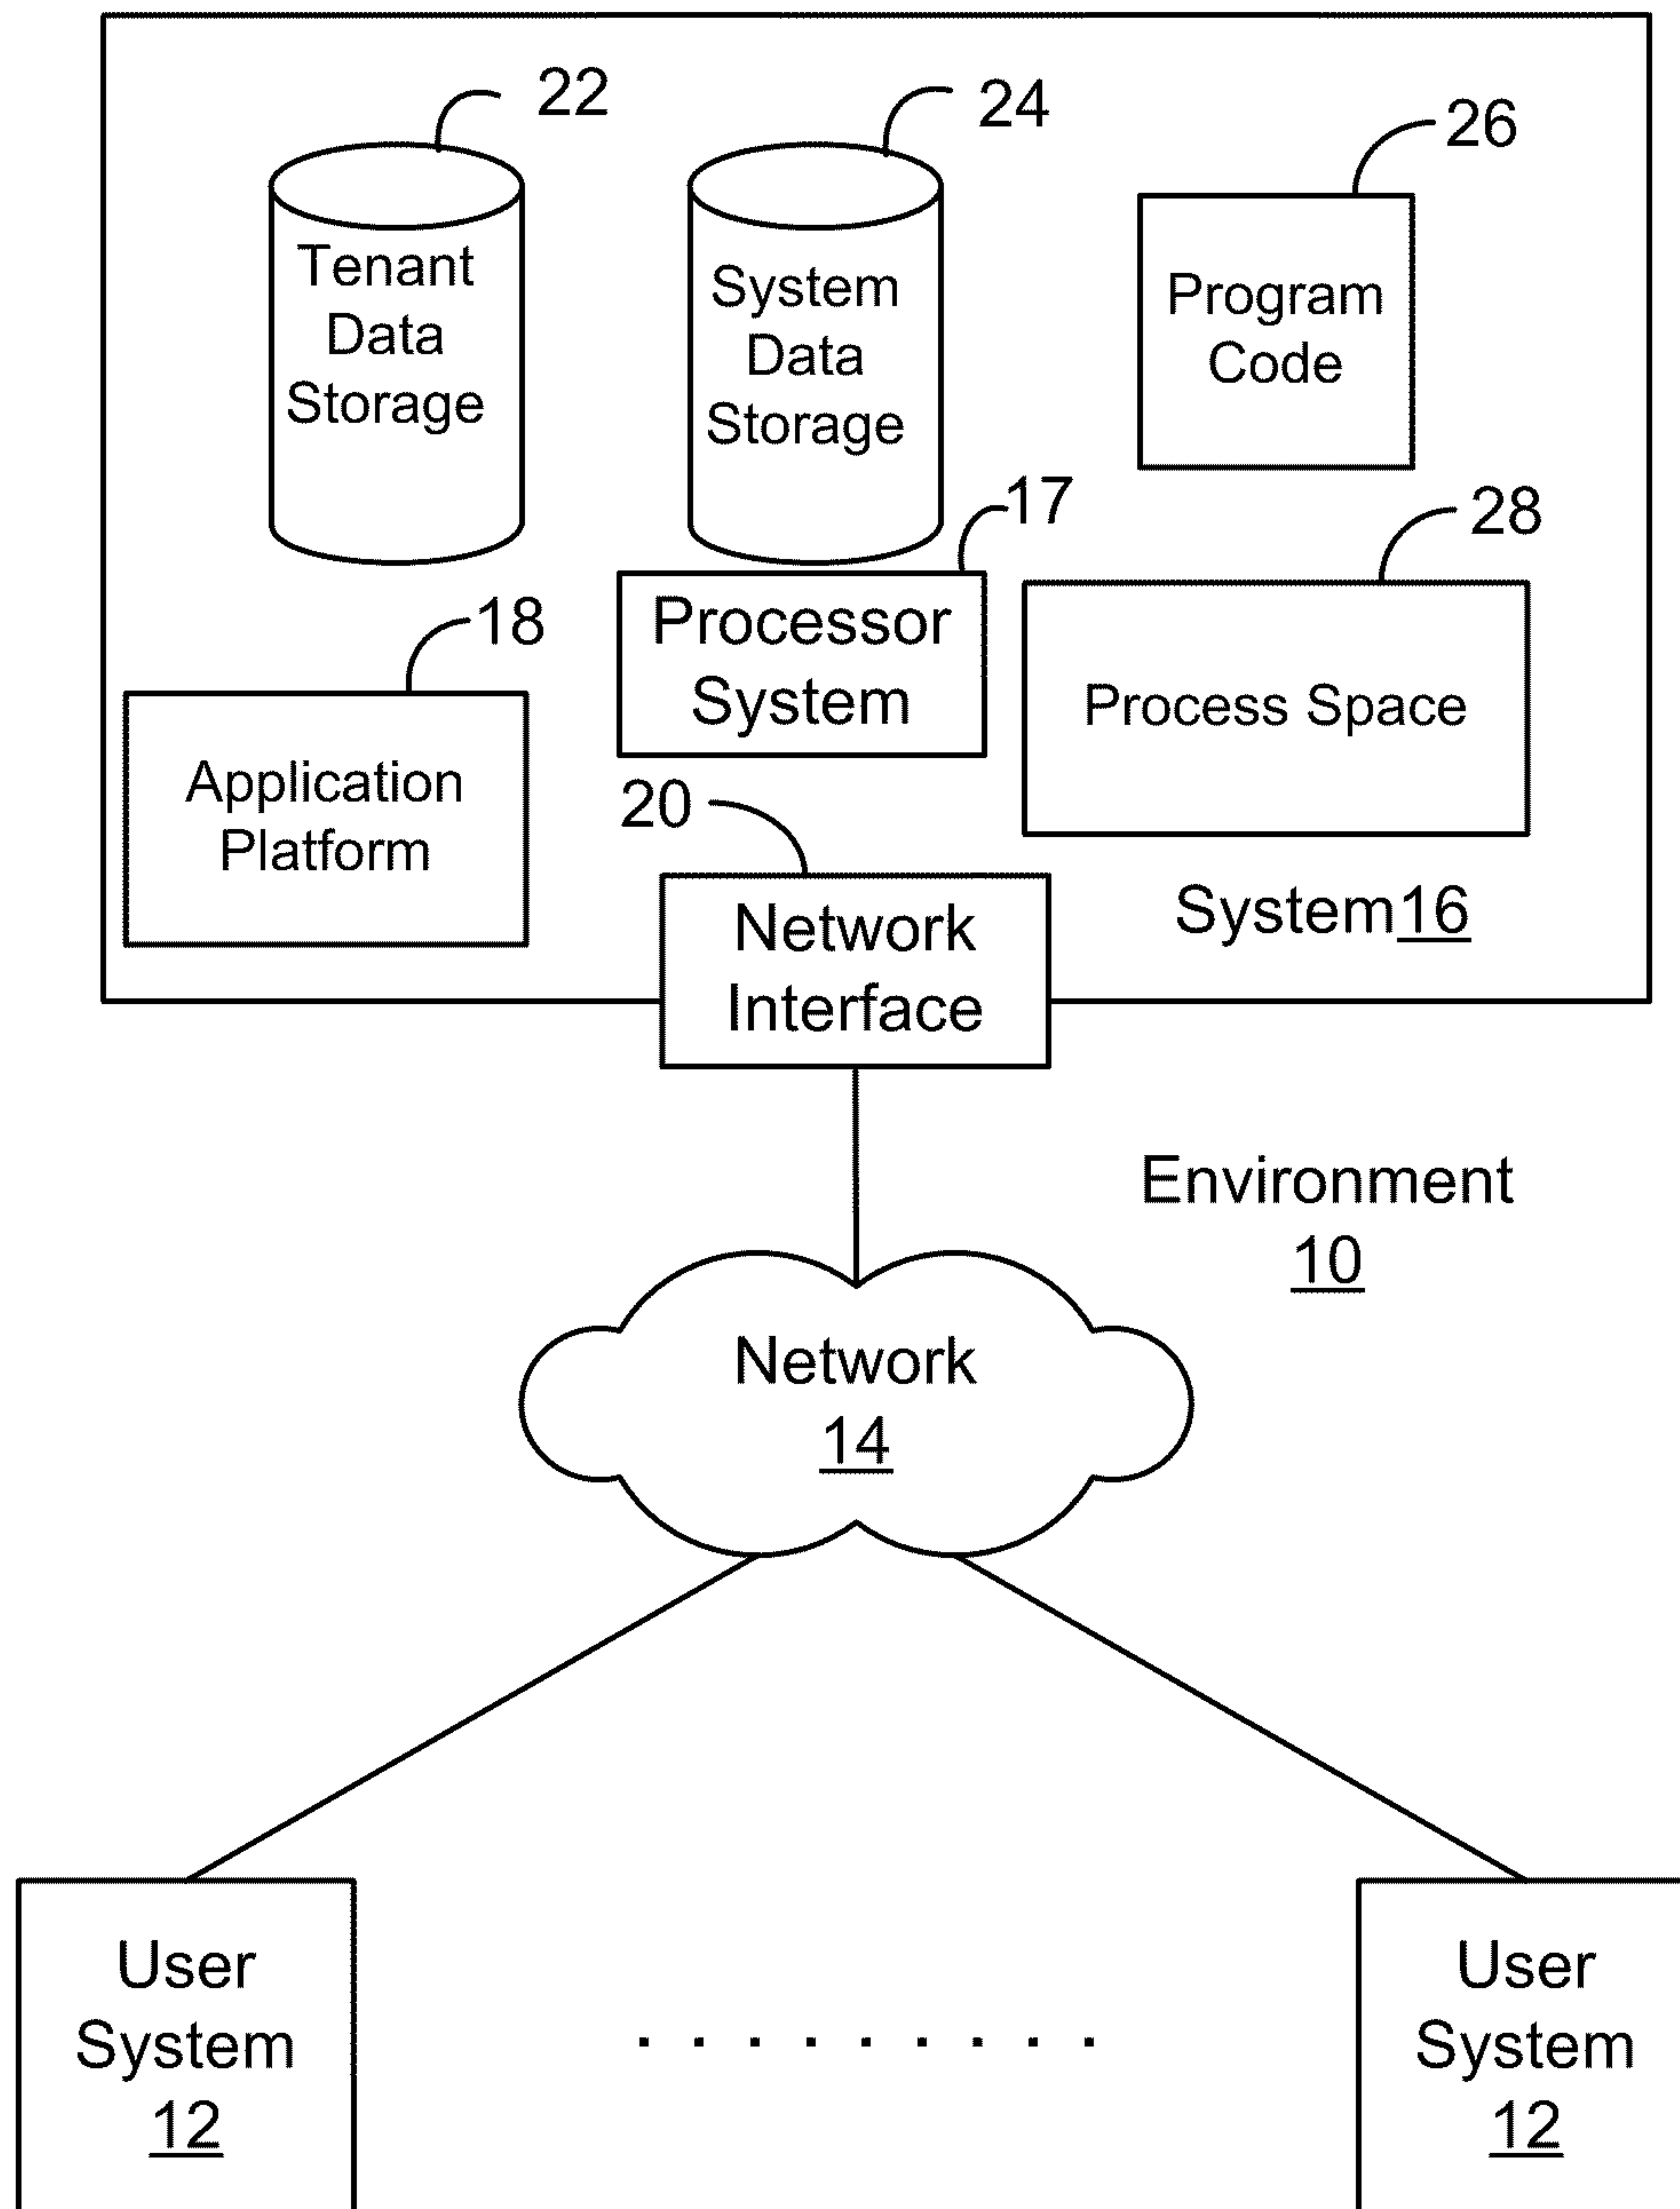 22
24
26
Tenant
Data
Storage
System
Data
Storage
Program
Code
17
28
18
Processor
System
Process Space
Application
Platform
20
Network
Interface
System16
Environment
10
Network
14
User
System
12
. . . . . . . . .
User
System
12